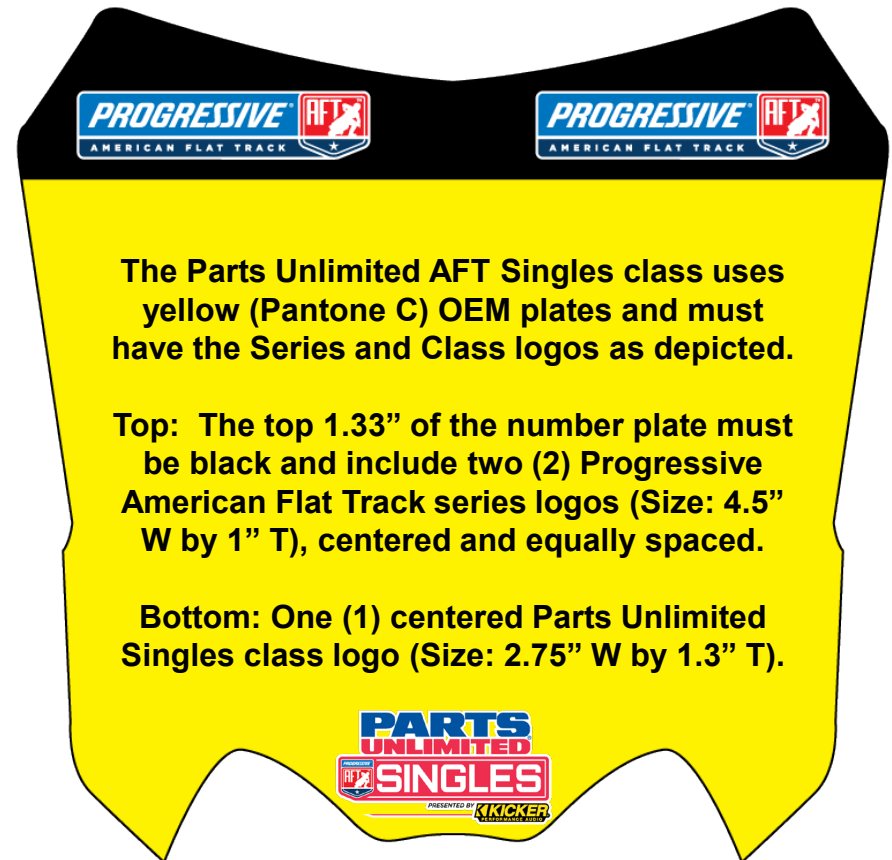 PROGRESSIVE® AFT PROGRESSIVE® AFT
AMERICAN FLAT TRACK AMERICAN FLAT TRACK
The Parts Unlimited AFT Singles class uses
yellow (Pantone C) OEM plates and must
have the Series and Class logos as depicted.
Top:  The top 1.33” of the number plate must
be black and include two (2) Progressive
American Flat Track series logos (Size: 4.5”
W by 1” T), centered and equally spaced.
Bottom: One (1) centered Parts Unlimited
Singles class logo (Size: 2.75” W by 1.3” T).
PARTS
UNLIMITED
PROGRESSIVE
AFT SINGLES
PRESENTED BY KICKER
PERFORMANCE AUDIO